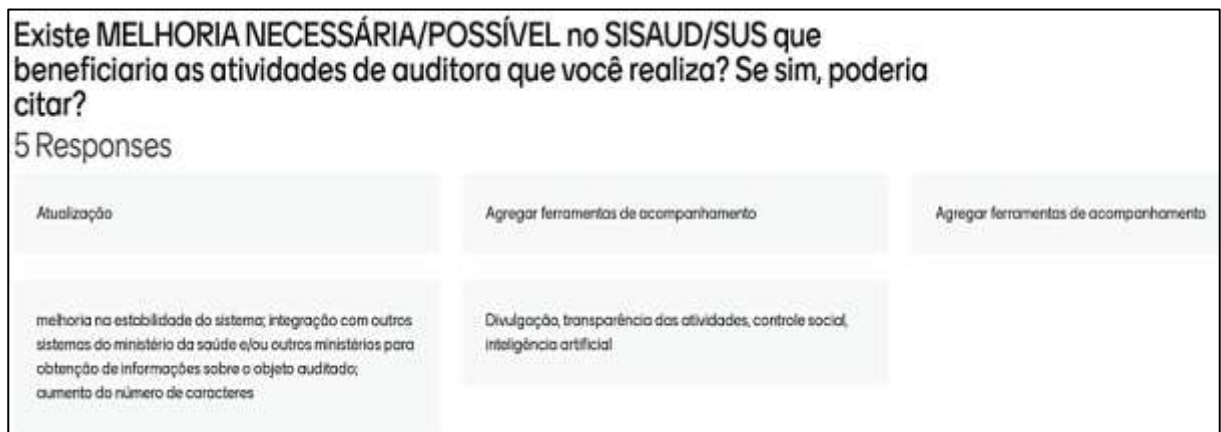 Existe MELHORIA NECESSÁRIA/POSSÍVEL no SISAUD/SUS que
beneficiaria as atividades de auditora que você realiza? Se sim, poderia
citar?
5 Responses
Atualização
Agregar ferramentas de acompanhamento
Agregar ferramentas de acompanhamento
melhoria na estabilidade do sistema; integração com outros
sistemas do ministério da saúde e/ou outros ministérios para
obtenção de informações sobre o objeto auditado;
aumento do número de caracteres
Divulgação, transparência das atividades, controle social,
inteligência artificial